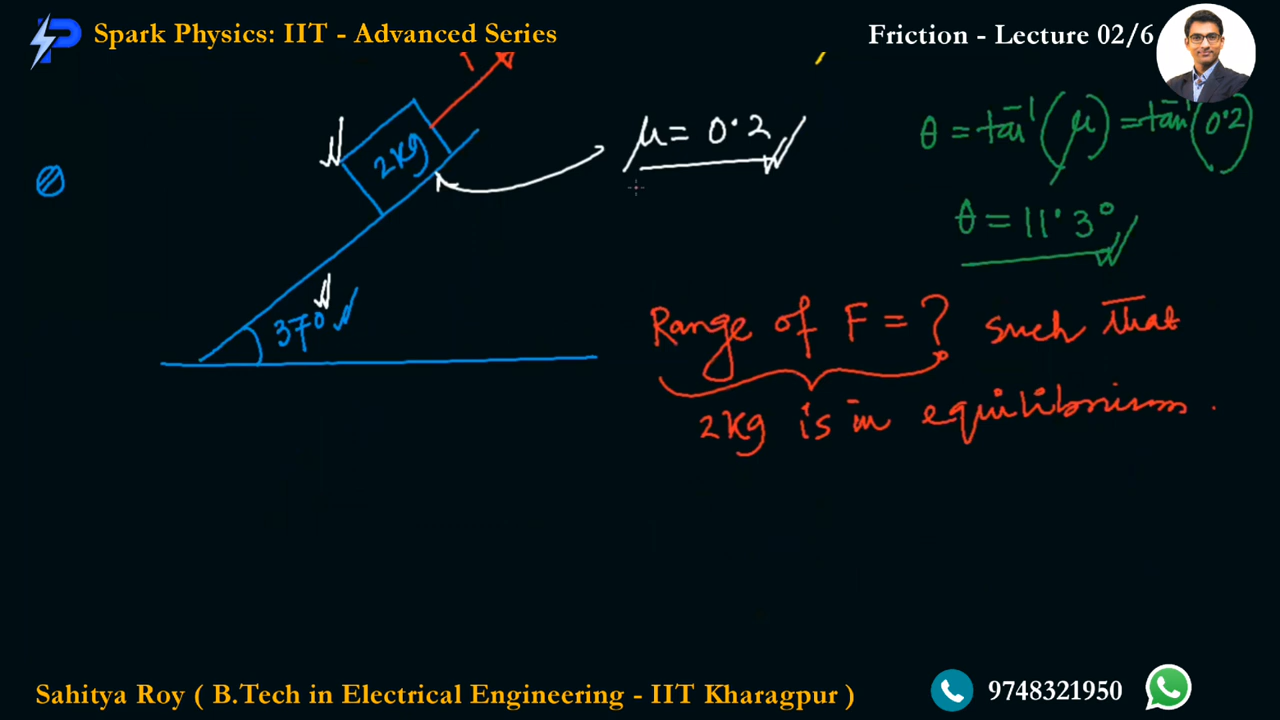 Spark Physics: IIT - Advanced Series
Friction - Lecture 02/6
2kg
μ = 0.2
θ = tan⁻¹(μ) = tan⁻¹(0.2)
θ = 11.3°
37°
Range of F = ? such that
2kg is in equilibrium.
Sahitya Roy ( B.Tech in Electrical Engineering - IIT Kharagpur )
9748321950